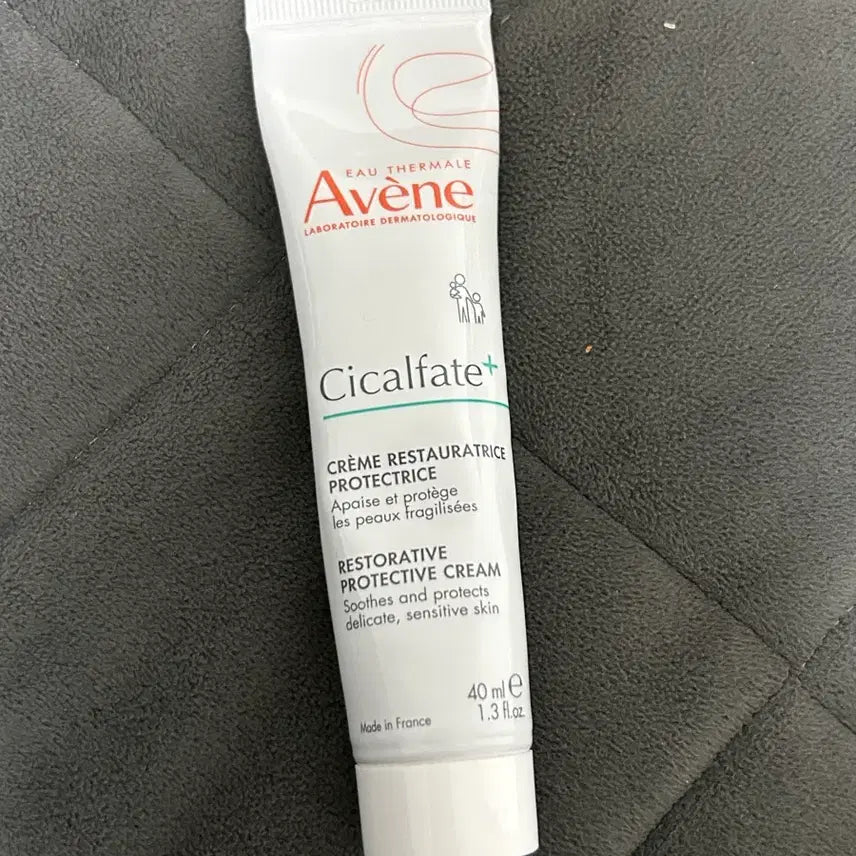 EAU THERMALE
Avène
LABORATOIRE DERMATOLOGIQUE
Cicalfate+
CRÈME RESTAURATRICE
PROTECTRICE
Apaise et protège
les peaux fragilisées
RESTORATIVE
PROTECTIVE CREAM
Soothes and protects
delicate, sensitive skin
40 ml e
1.3 fl.oz
Made in France